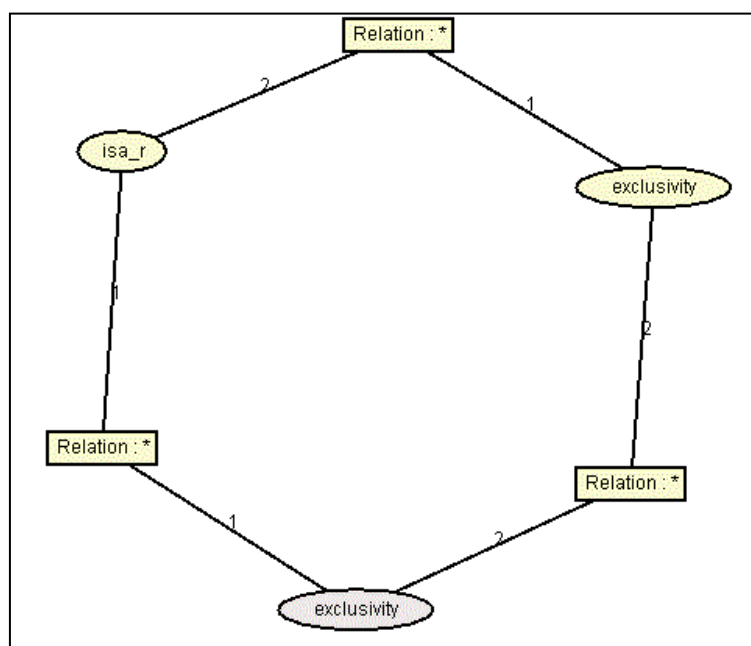 Relation : *
2
1
isa_r
exclusivity
1
2
Relation : *
Relation : *
1
2
exclusivity